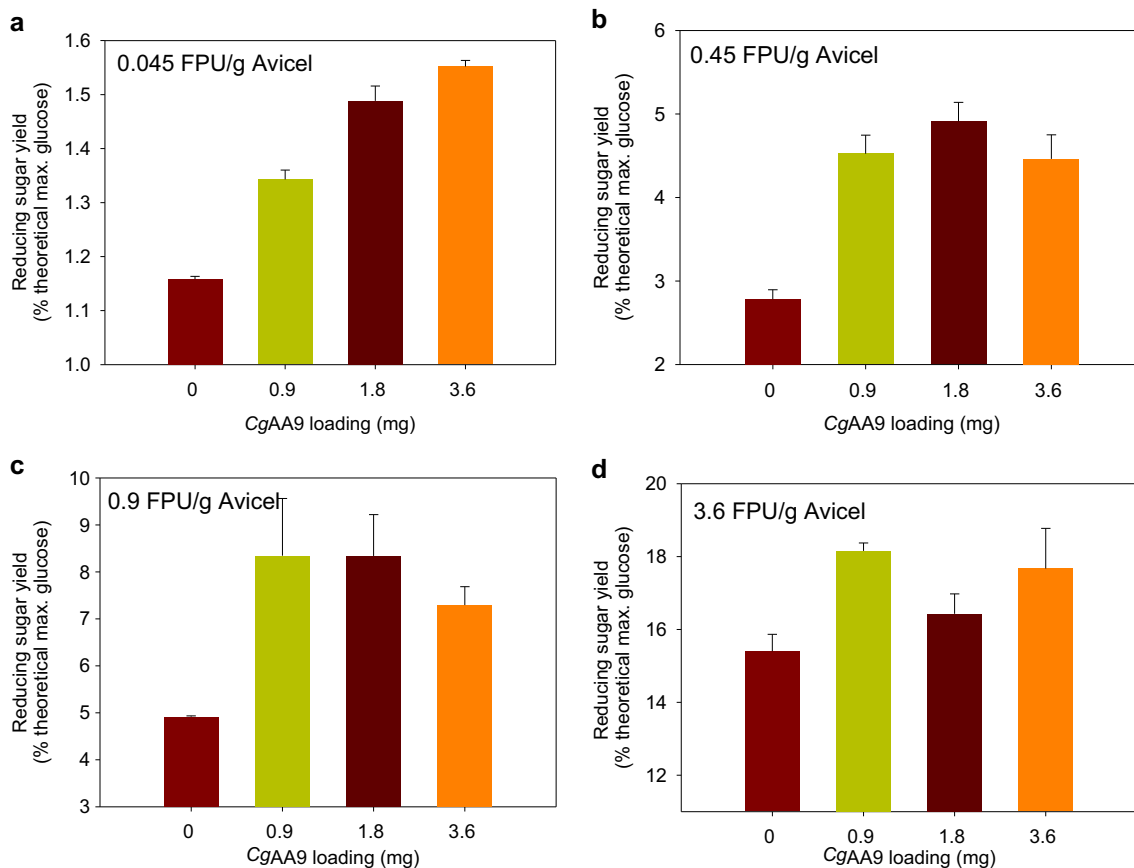 a
0.045 FPU/g Avicel
Reducing sugar yield
(% theoretical max. glucose)
1.6
1.5
1.4
1.3
1.2
1.1
1.0
0 0.9 1.8 3.6
CgAA9 loading (mg)
b
0.45 FPU/g Avicel
Reducing sugar yield
(% theoretical max. glucose)
6
5
4
3
2
0 0.9 1.8 3.6
CgAA9 loading (mg)
c
0.9 FPU/g Avicel
Reducing sugar yield
(% theoretical max. glucose)
10
9
8
7
6
5
4
3
0 0.9 1.8 3.6
CgAA9 loading (mg)
d
3.6 FPU/g Avicel
Reducing sugar yield
(% theoretical max. glucose)
20
18
16
14
12
0 0.9 1.8 3.6
CgAA9 loading (mg)